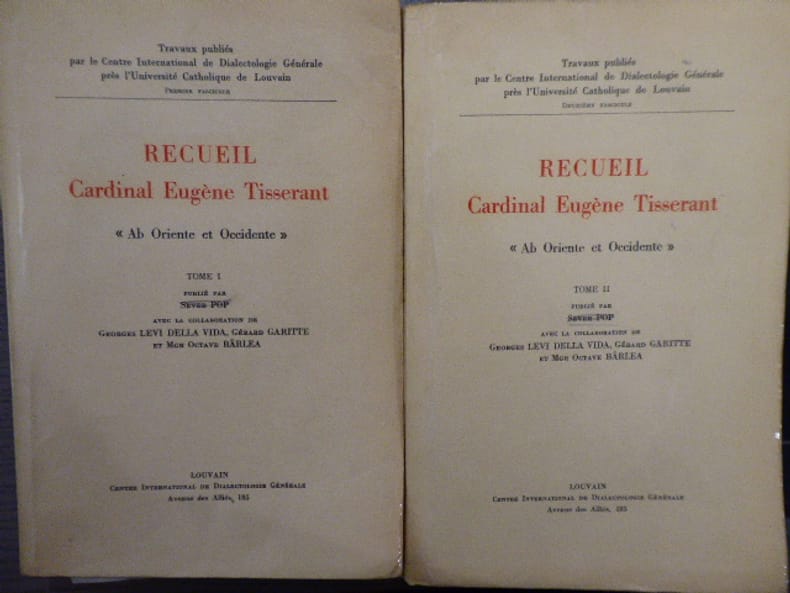 Travaux publiés
par le Centre International de Dialectologie Générale
près l'Université Catholique de Louvain
Premier fascicule
RECUEIL
Cardinal Eugène Tisserant
« Ab Oriente et Occidente »
TOME I
PUBLIÉ PAR
Sever POP
AVEC LA COLLABORATION DE
Georges LEVI DELLA VIDA, Gérard GARITTE
ET Mgr Octave BÂRLEA
LOUVAIN
Centre International de Dialectologie Générale
Avenue des Alliés, 185
Travaux publiés
par le Centre International de Dialectologie Générale
près l'Université Catholique de Louvain
Deuxième fascicule
RECUEIL
Cardinal Eugène Tisserant
« Ab Oriente et Occidente »
TOME II
PUBLIÉ PAR
Sever POP
AVEC LA COLLABORATION DE
Georges LEVI DELLA VIDA, Gérard GARITTE
ET Mgr Octave BÂRLEA
LOUVAIN
Centre International de Dialectologie Générale
Avenue des Alliés, 185